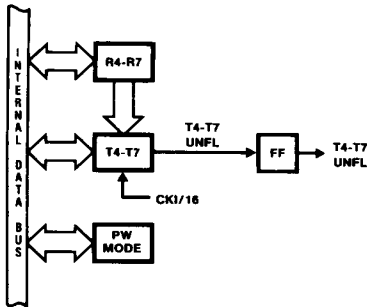 INTERNAL DATA BUS
R4-R7
T4-T7
T4-T7
UNFL
FF
T4-T7
UNFL
CKI/16
PW
MODE